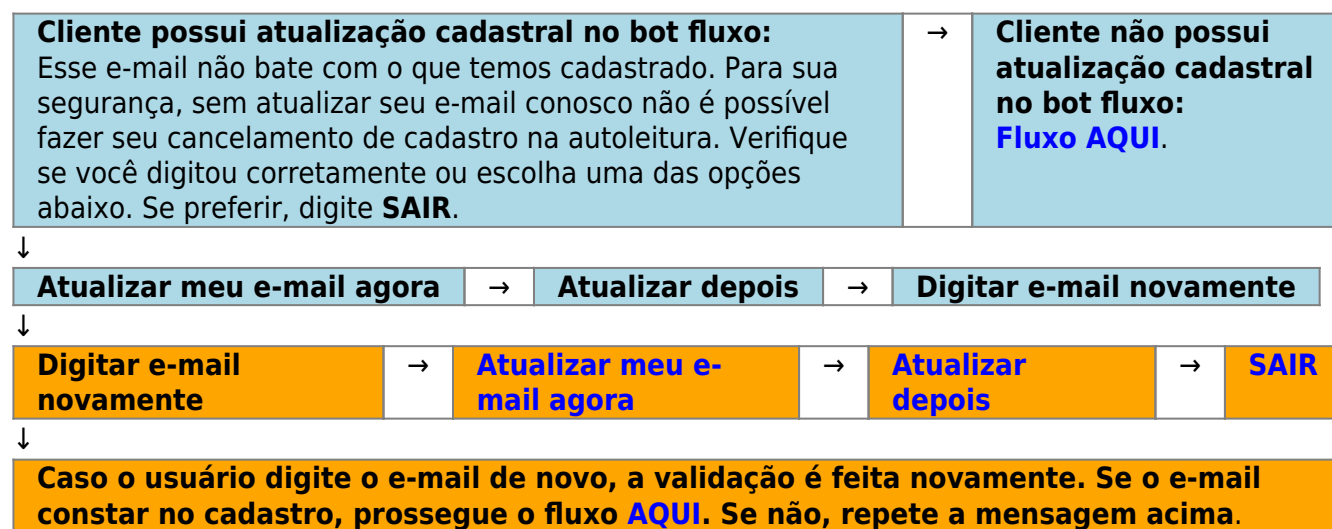 Cliente possui atualização cadastral no bot fluxo:
Esse e-mail não bate com o que temos cadastrado. Para sua
segurança, sem atualizar seu e-mail conosco não é possível
fazer seu cancelamento de cadastro na autoleitura. Verifique
se você digitou corretamente ou escolha uma das opções
abaixo. Se preferir, digite SAIR.
→
Cliente não possui
atualização cadastral
no bot fluxo:
Fluxo AQUI.
↓
Atualizar meu e-mail agora → Atualizar depois → Digitar e-mail novamente
↓
Digitar e-mail
novamente
→
Atualizar meu e-
mail agora
→
Atualizar
depois
→
SAIR
↓
Caso o usuário digite o e-mail de novo, a validação é feita novamente. Se o e-mail
constar no cadastro, prossegue o fluxo AQUI. Se não, repete a mensagem acima.